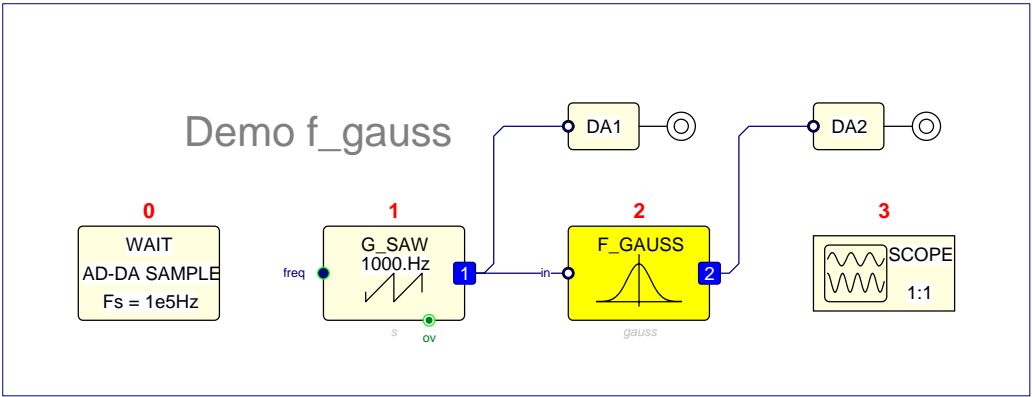 Demo f_gauss
DA1
DA2
0
1
2
3
WAIT
AD-DA SAMPLE
Fs = 1e5Hz
freq
G_SAW
1000.Hz
1
s
ov
in
F_GAUSS
2
gauss
SCOPE
1:1